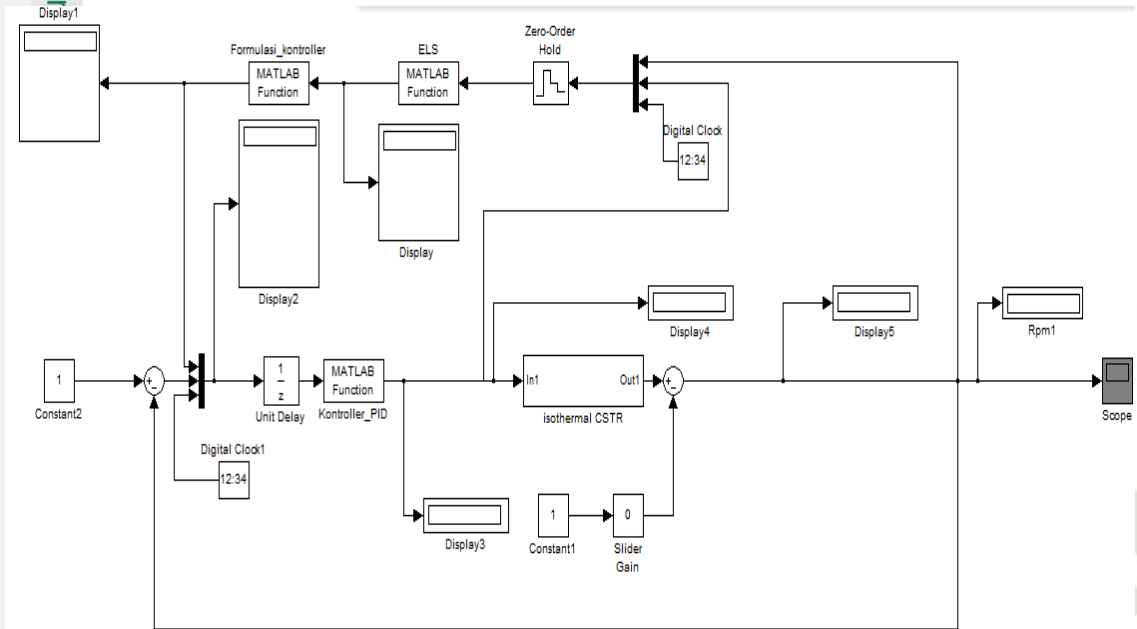 Display1
Formulasi_kontroller
MATLAB
Function
ELS
MATLAB
Function
Zero-Order
Hold
Digital Clock
12:34
Display2
Display
Display4
Display5
Rpm1
1
Constant2
+
-
1
z
Unit Delay
MATLAB
Function
Kontroller_PID
In1
Out1
isothermal CSTR
+
-
Scope
Digital Clock1
12:34
Display3
1
Constant1
0
Slider
Gain